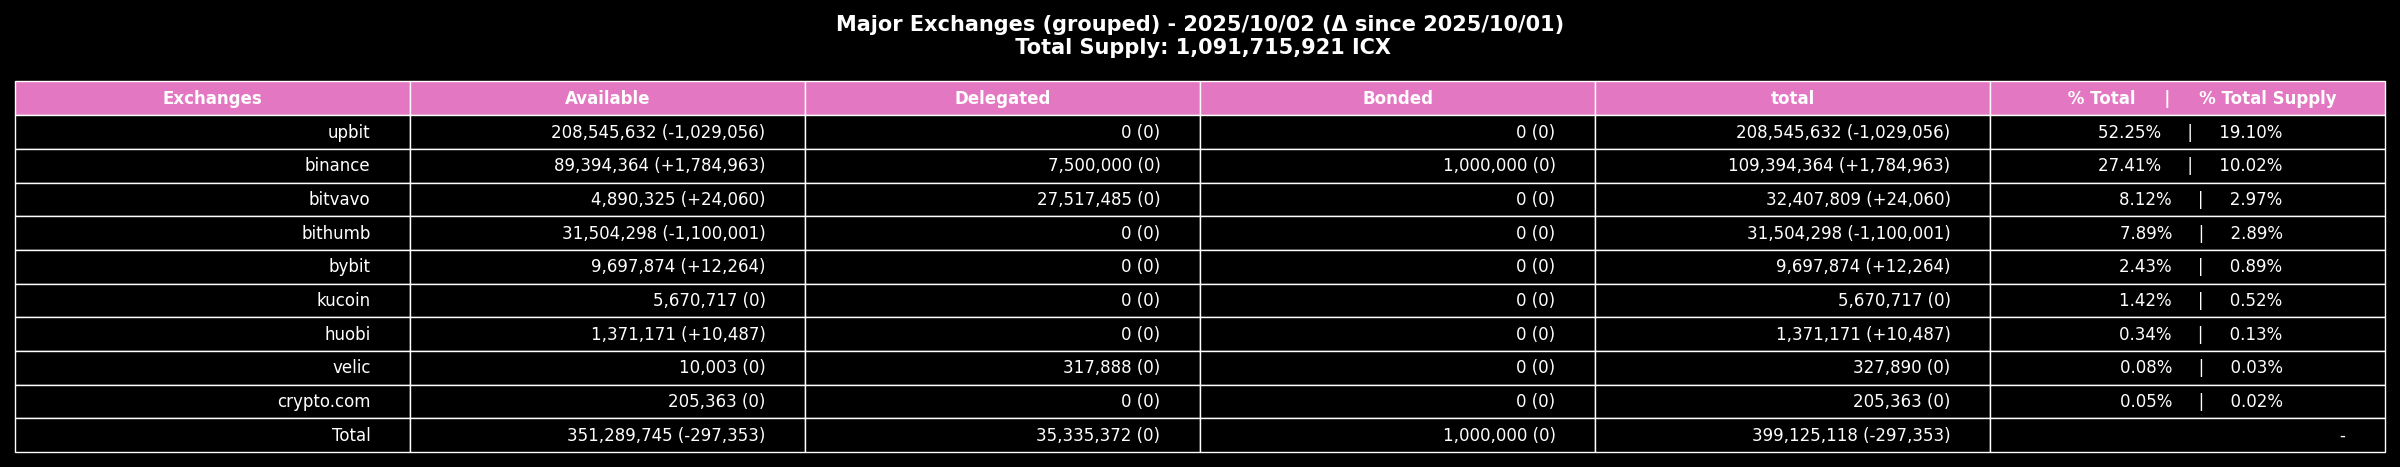 Major Exchanges (grouped) - 2025/10/02 (Δ since 2025/10/01)
Total Supply: 1,091,715,921 ICX
Exchanges Available Delegated Bonded total % Total | % Total Supply
upbit 208,545,632 (-1,029,056) 0 (0) 0 (0) 208,545,632 (-1,029,056) 52.25% | 19.10%
binance 89,394,364 (+1,784,963) 7,500,000 (0) 1,000,000 (0) 109,394,364 (+1,784,963) 27.41% | 10.02%
bitvavo 4,890,325 (+24,060) 27,517,485 (0) 0 (0) 32,407,809 (+24,060) 8.12% | 2.97%
bithumb 31,504,298 (-1,100,001) 0 (0) 0 (0) 31,504,298 (-1,100,001) 7.89% | 2.89%
bybit 9,697,874 (+12,264) 0 (0) 0 (0) 9,697,874 (+12,264) 2.43% | 0.89%
kucoin 5,670,717 (0) 0 (0) 0 (0) 5,670,717 (0) 1.42% | 0.52%
huobi 1,371,171 (+10,487) 0 (0) 0 (0) 1,371,171 (+10,487) 0.34% | 0.13%
velic 10,003 (0) 317,888 (0) 0 (0) 327,890 (0) 0.08% | 0.03%
crypto.com 205,363 (0) 0 (0) 0 (0) 205,363 (0) 0.05% | 0.02%
Total 351,289,745 (-297,353) 35,335,372 (0) 1,000,000 (0) 399,125,118 (-297,353) -